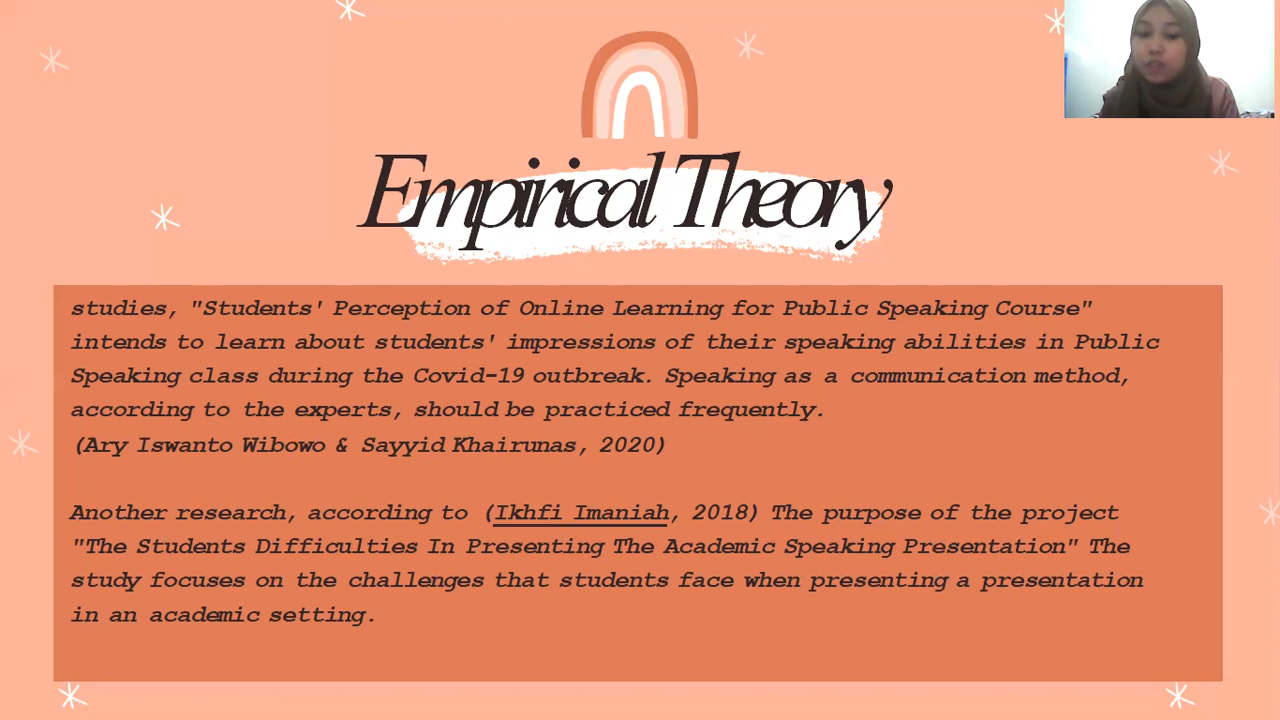 Empirical Theory
studies, "Students' Perception of Online Learning for Public Speaking Course"
intends to learn about students' impressions of their speaking abilities in Public
Speaking class during the Covid-19 outbreak. Speaking as a communication method,
according to the experts, should be practiced frequently.
(Ary Iswanto Wibowo & Sayyid Khairunas, 2020)
Another research, according to (Ikhfi Imaniah, 2018) The purpose of the project
"The Students Difficulties In Presenting The Academic Speaking Presentation" The
study focuses on the challenges that students face when presenting a presentation
in an academic setting.